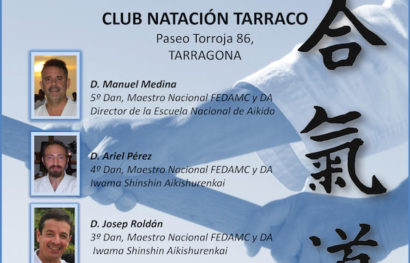 CLUB NATACIÓN TARRACO
Paseo Torroja 86,
TARRAGONA
D. Manuel Medina
5º Dan, Maestro Nacional FEDAMC y DA
Director de la Escuela Nacional de Aikido
D. Ariel Pérez
4º Dan, Maestro Nacional FEDAMC y DA
Iwama Shinshin Aikishurenkai
D. Josep Roldán
3º Dan, Maestro Nacional FEDAMC y DA
Iwama Shinshin Aikishurenkai
合
氣
道